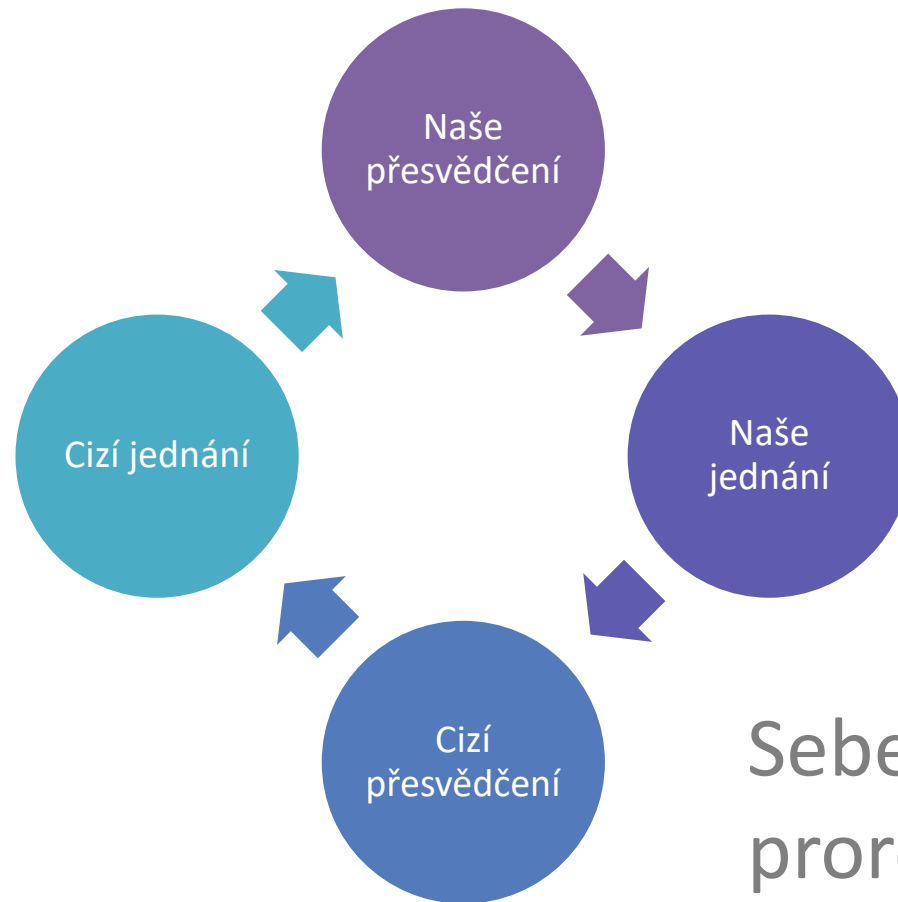 Naše
přesvědčení
Naše
jednání
Cizí
přesvědčení
Cizí jednání